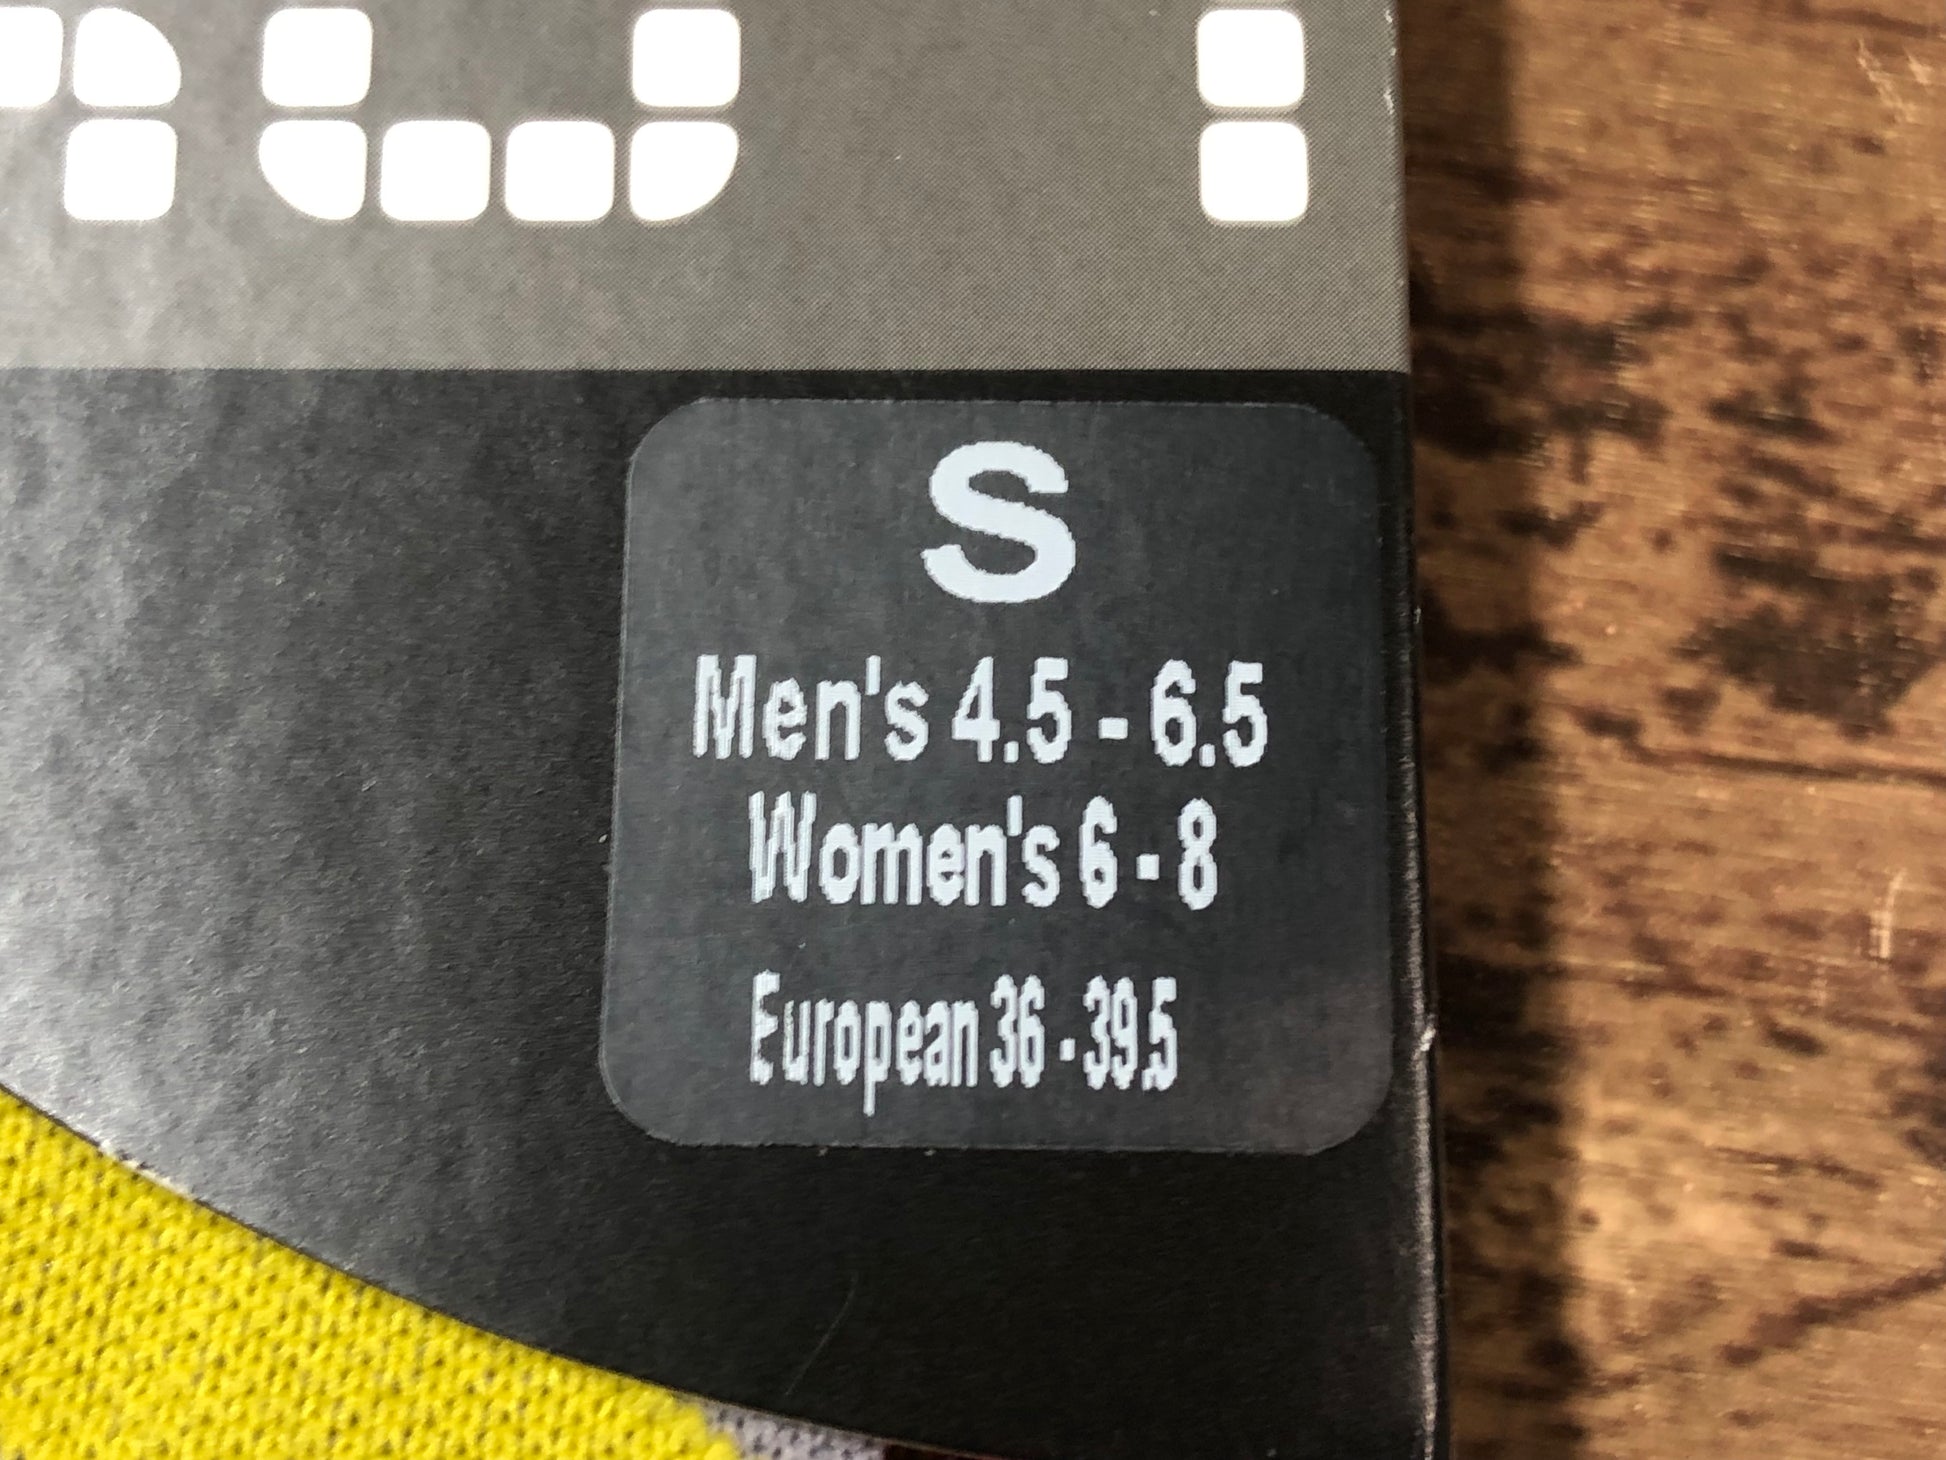 S
Men's 4.5 - 6.5
Women's 6 - 8
European 36 - 39.5